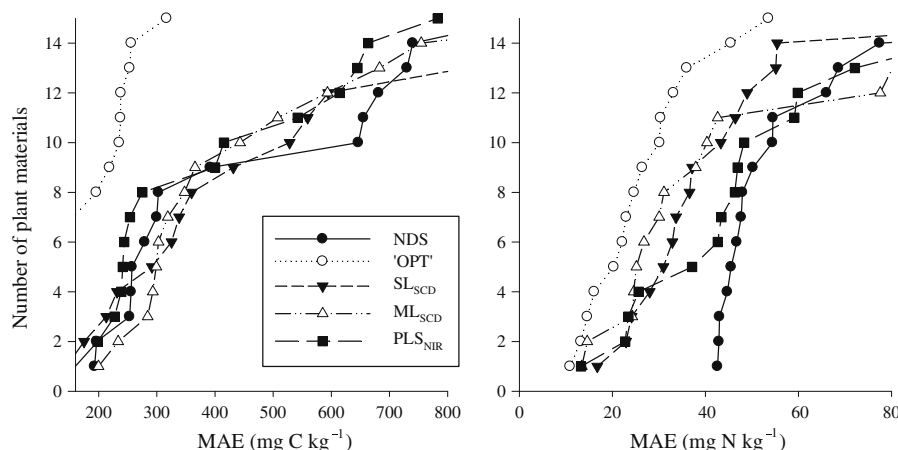 Number of plant materials
14
12
10
8
6
4
2
0
200 300 400 500 600 700 800
MAE (mg C kg⁻¹)
NDS
'OPT'
SL_SCD
ML_SCD
PLS_NIR
14
12
10
8
6
4
2
0
0 20 40 60 80
MAE (mg N kg⁻¹)